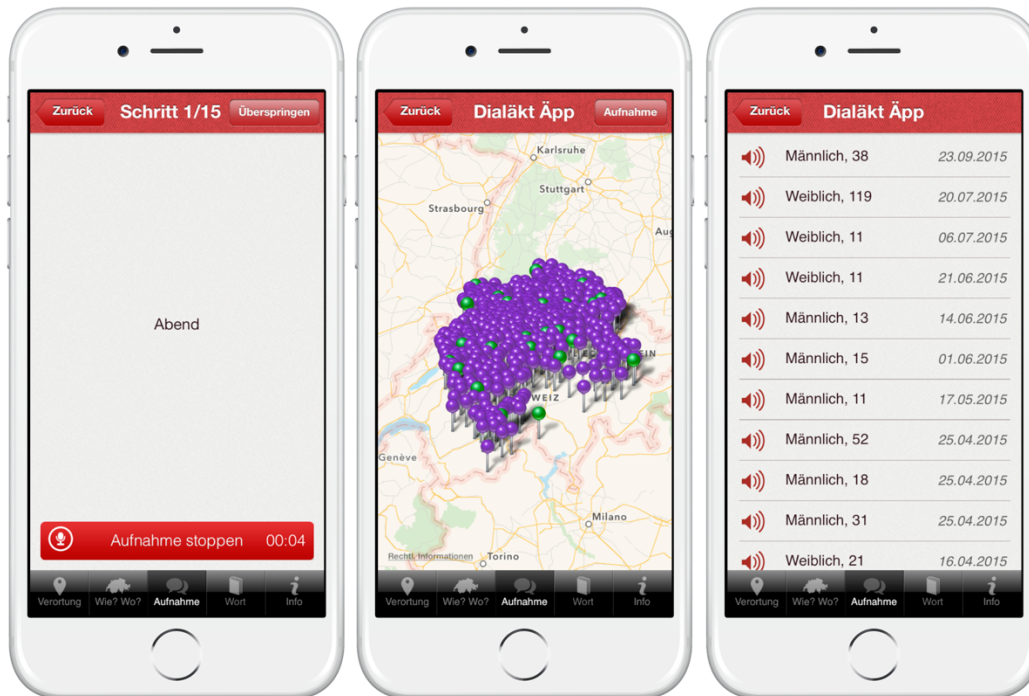 Zurück Schritt 1/15 Überspringen
Abend
Aufnahme stoppen 00:04
Verortung Wie? Wo? Aufnahme Wort Info
Zurück Dialäkt Äpp Aufnahme
Karlsruhe
Stuttgart
Strasbourg
Aug
WEIZ
Genève
Milano
Rechtl. Informationen
Torino
Verortung Wie? Wo? Aufnahme Wort Info
Zurück Dialäkt Äpp
Männlich, 38 23.09.2015
Weiblich, 119 20.07.2015
Weiblich, 11 06.07.2015
Weiblich, 11 21.06.2015
Männlich, 13 14.06.2015
Männlich, 15 01.06.2015
Männlich, 11 17.05.2015
Männlich, 52 25.04.2015
Männlich, 18 25.04.2015
Männlich, 31 25.04.2015
Weiblich, 21 16.04.2015
Verortung Wie? Wo? Aufnahme Wort Info